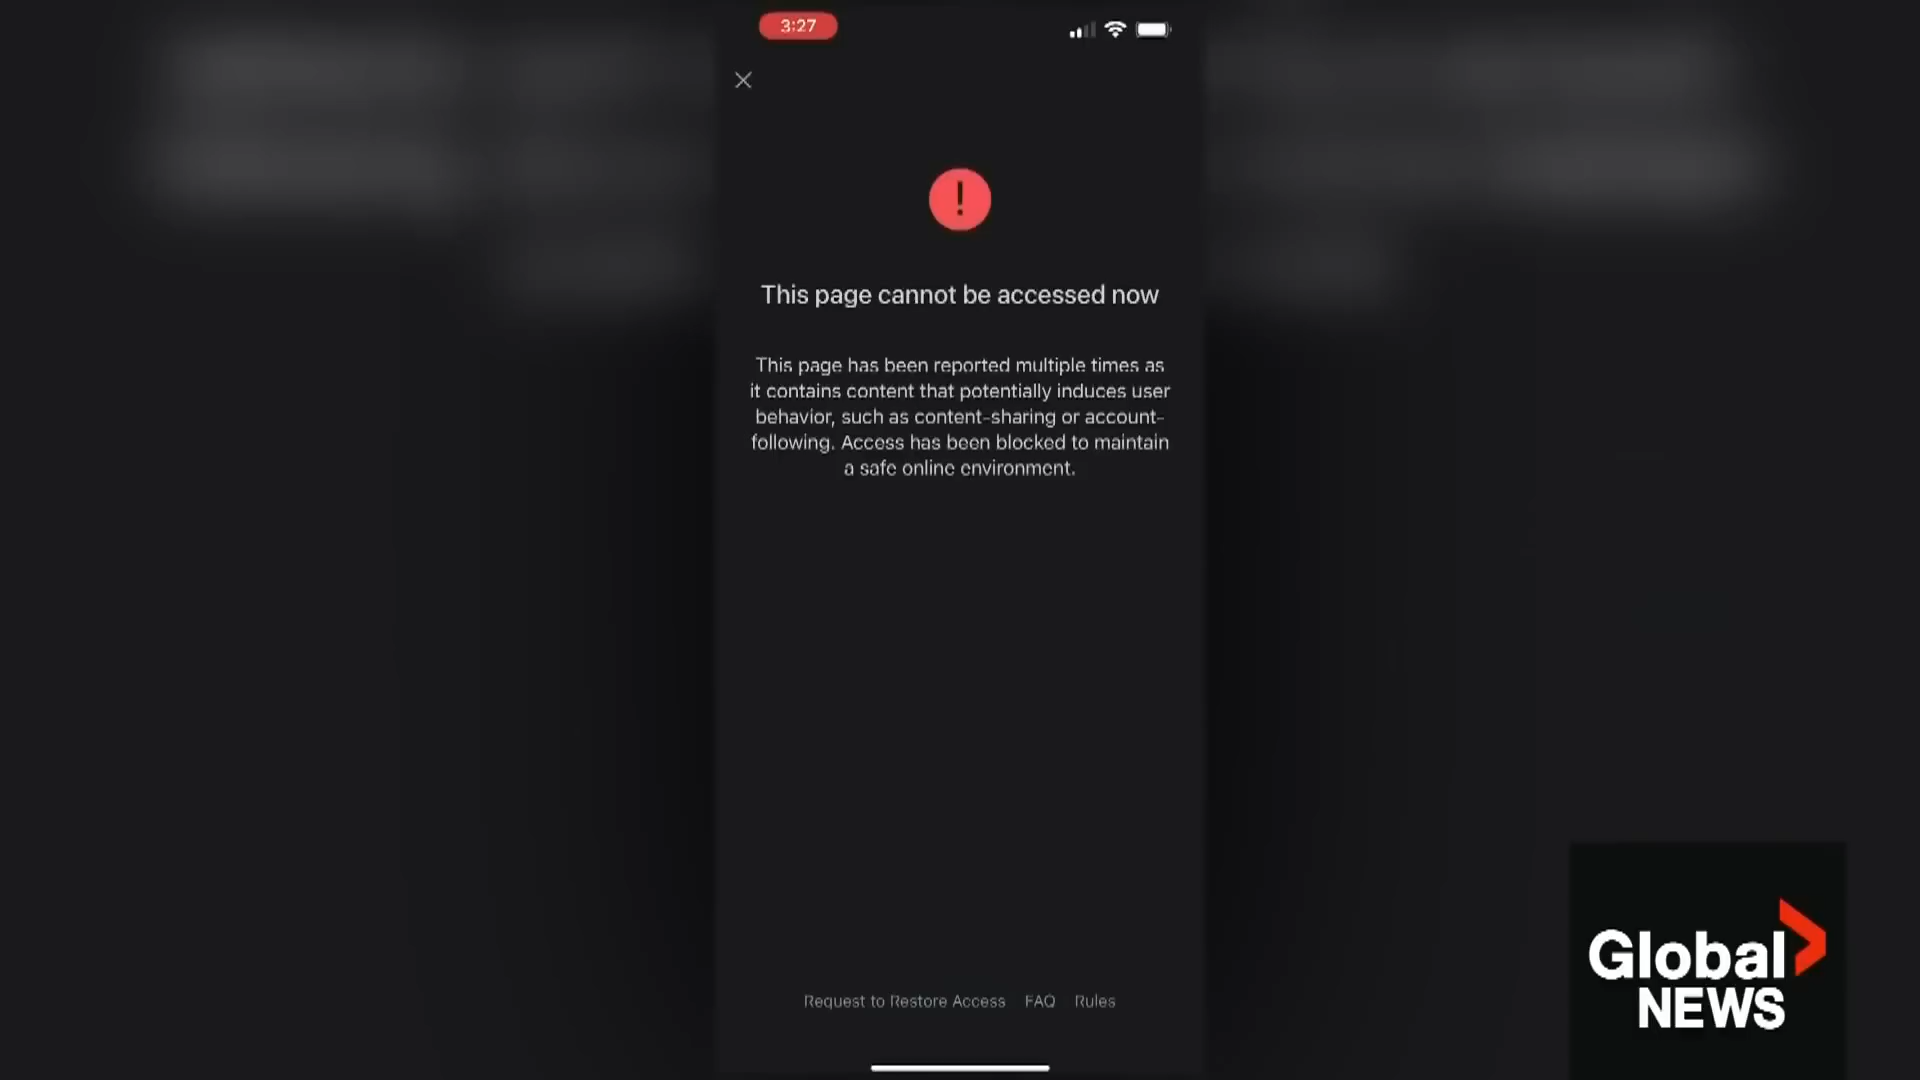 3:27
This page cannot be accessed now
This page has been reported multiple times as
it contains content that potentially induces user
behavior, such as content-sharing or account-
following. Access has been blocked to maintain
a safe online environment.
Request to Restore Access FAQ Rules
Global
NEWS